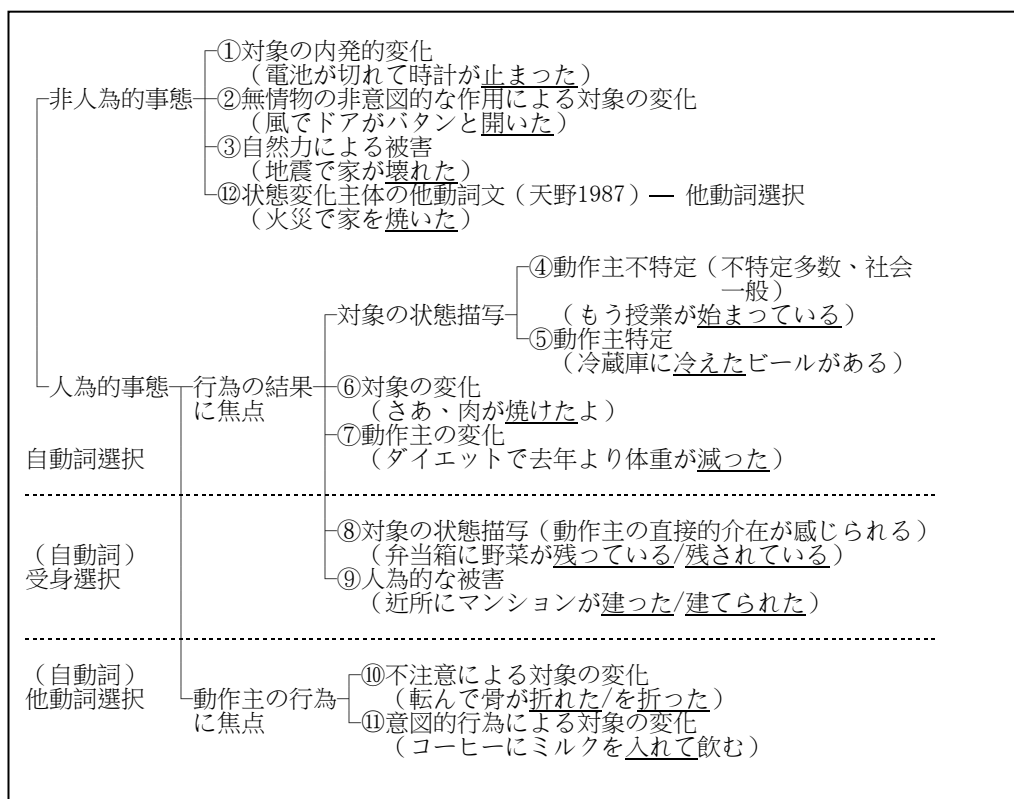 ①対象の内発的変化
（電池が切れて時計が止まった）
非人為的事態
②無情物の非意図的な作用による対象の変化
（風でドアがバタンと開いた）
③自然力による被害
（地震で家が壊れた）
⑫状態変化主体の他動詞文（天野1987）― 他動詞選択
（火災で家を焼いた）
④動作主不特定（不特定多数、社会
一般）
対象の状態描写
（もう授業が始まっている）
⑤動作主特定
（冷蔵庫に冷えたビールがある）
人為的事態
行為の結果
に焦点
⑥対象の変化
（さあ、肉が焼けたよ）
⑦動作主の変化
（ダイエットで去年より体重が減った）
自動詞選択
⑧対象の状態描写（動作主の直接的介在が感じられる）
（弁当箱に野菜が残っている/残されている）
（自動詞）
受身選択
⑨人為的な被害
（近所にマンションが建った/建てられた）
（自動詞）
他動詞選択
動作主の行為
に焦点
⑩不注意による対象の変化
（転んで骨が折れた/を折った）
⑪意図的行為による対象の変化
（コーヒーにミルクを入れて飲む）